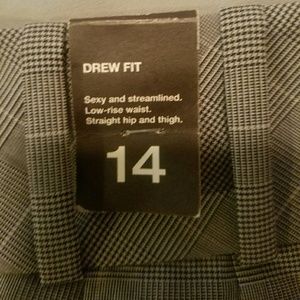 DREW FIT
Sexy and streamlined.
Low-rise waist.
Straight hip and thigh.
14